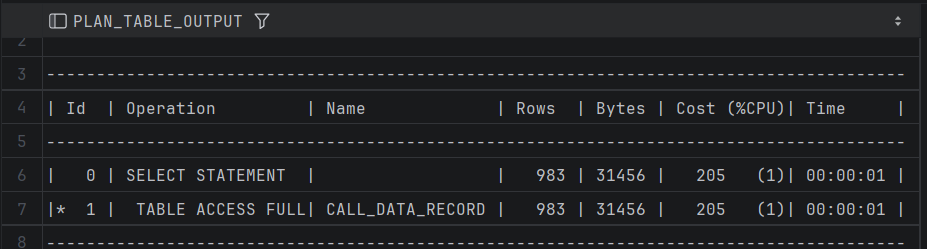 PLAN_TABLE_OUTPUT
2
3 --------------------------------------------------------------------------------------
4 | Id  | Operation         | Name             | Rows  | Bytes | Cost (%CPU)| Time     |
5 --------------------------------------------------------------------------------------
6 |   0 | SELECT STATEMENT  |                  |   983 | 31456 |   205   (1)| 00:00:01 |
7 |*  1 |  TABLE ACCESS FULL| CALL_DATA_RECORD |   983 | 31456 |   205   (1)| 00:00:01 |
8 --------------------------------------------------------------------------------------